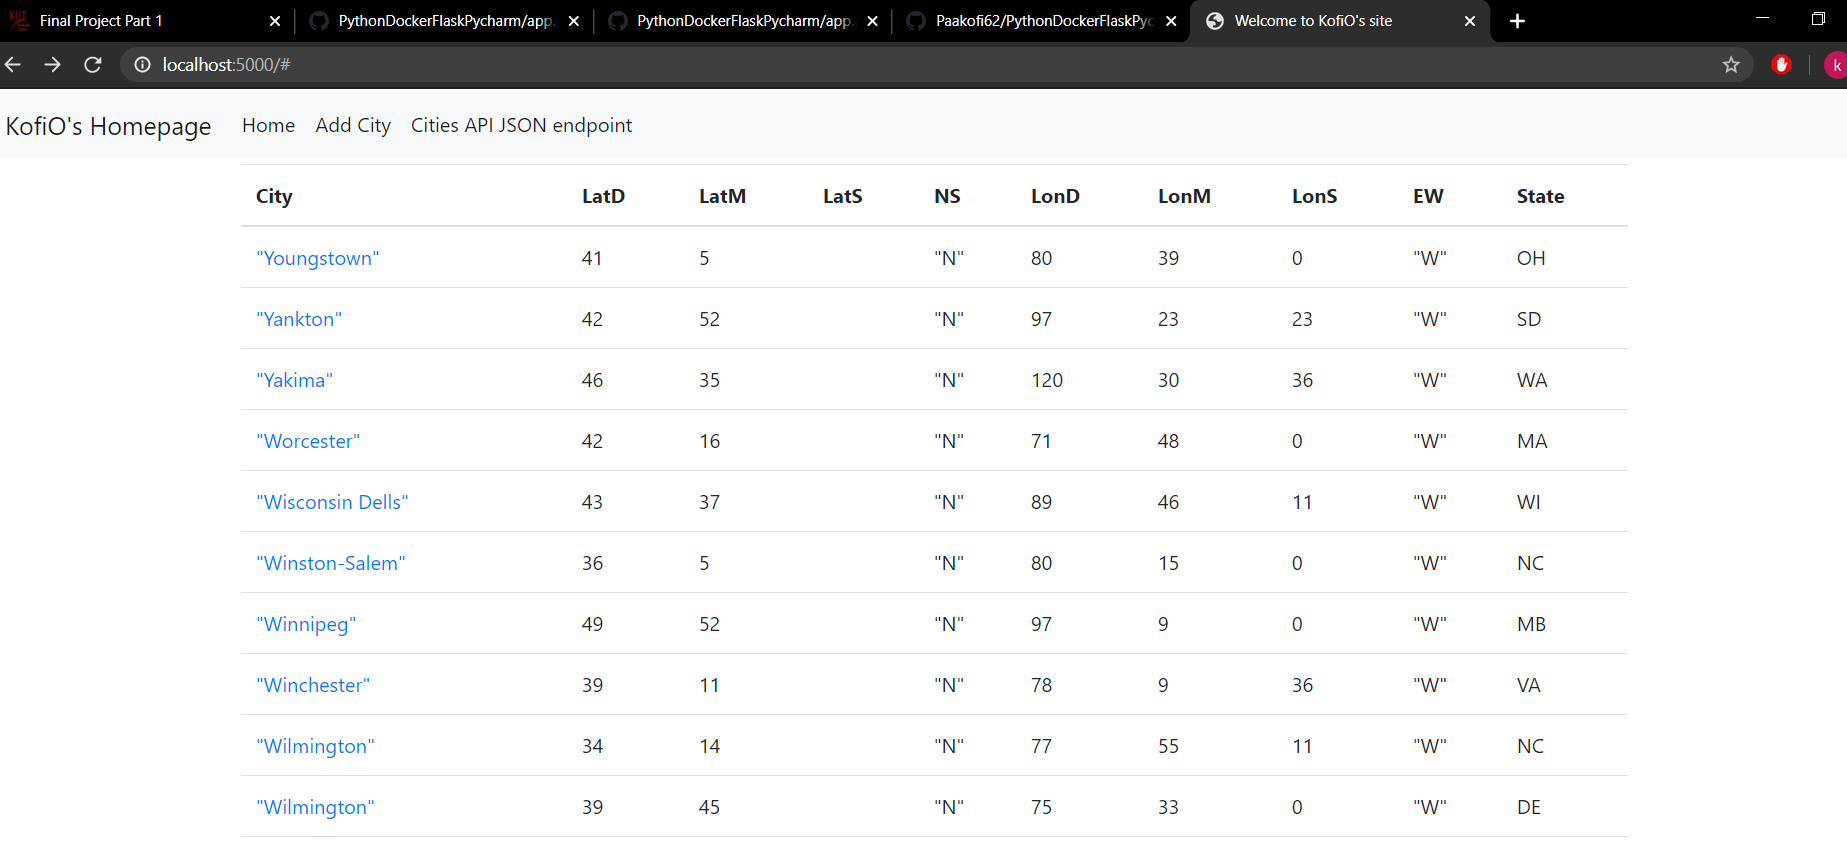 Final Project Part 1 PythonDockerFlaskPycharm/app. PythonDockerFlaskPycharm/app. Paakofi62/PythonDockerFlaskPyc Welcome to KofiO's site
localhost:5000/# k
KofiO's Homepage Home Add City Cities API JSON endpoint
City LatD LatM LatS NS LonD LonM LonS EW State
"Youngstown" 41 5 "N" 80 39 0 "W" OH
"Yankton" 42 52 "N" 97 23 23 "W" SD
"Yakima" 46 35 "N" 120 30 36 "W" WA
"Worcester" 42 16 "N" 71 48 0 "W" MA
"Wisconsin Dells" 43 37 "N" 89 46 11 "W" WI
"Winston-Salem" 36 5 "N" 80 15 0 "W" NC
"Winnipeg" 49 52 "N" 97 9 0 "W" MB
"Winchester" 39 11 "N" 78 9 36 "W" VA
"Wilmington" 34 14 "N" 77 55 11 "W" NC
"Wilmington" 39 45 "N" 75 33 0 "W" DE